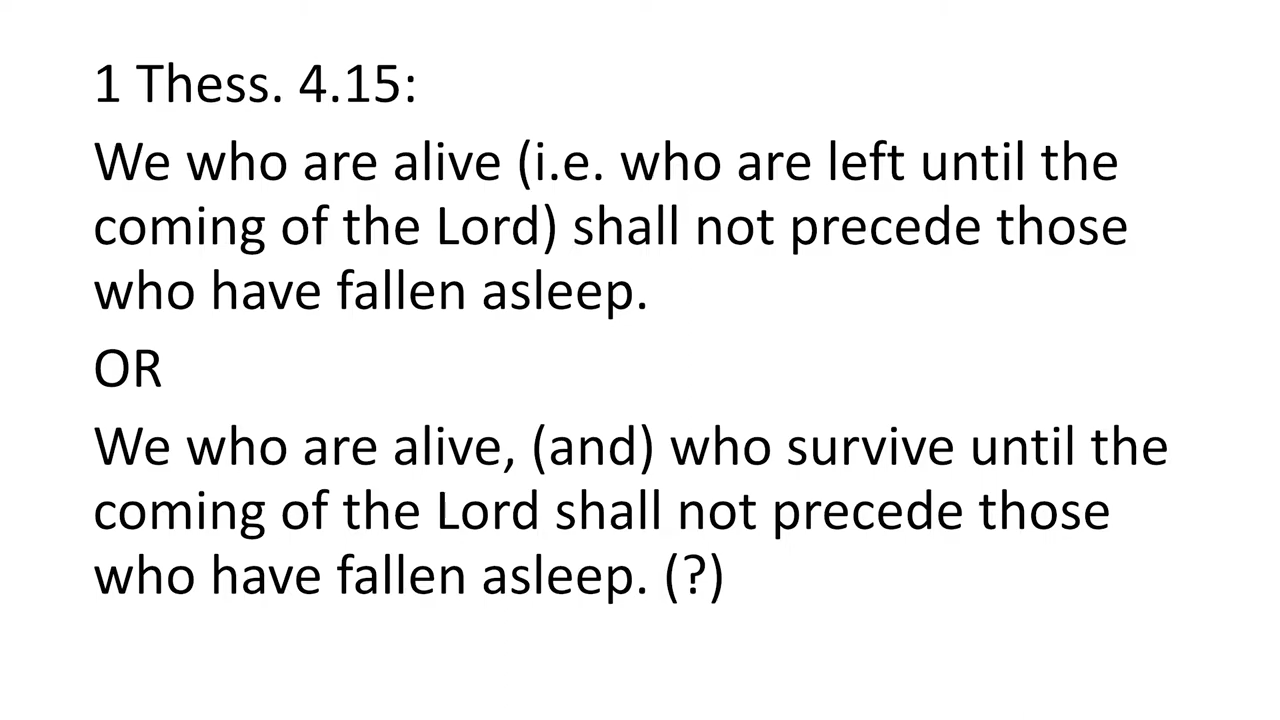 1 Thess. 4.15:
We who are alive (i.e. who are left until the
coming of the Lord) shall not precede those
who have fallen asleep.
OR
We who are alive, (and) who survive until the
coming of the Lord shall not precede those
who have fallen asleep. (?)